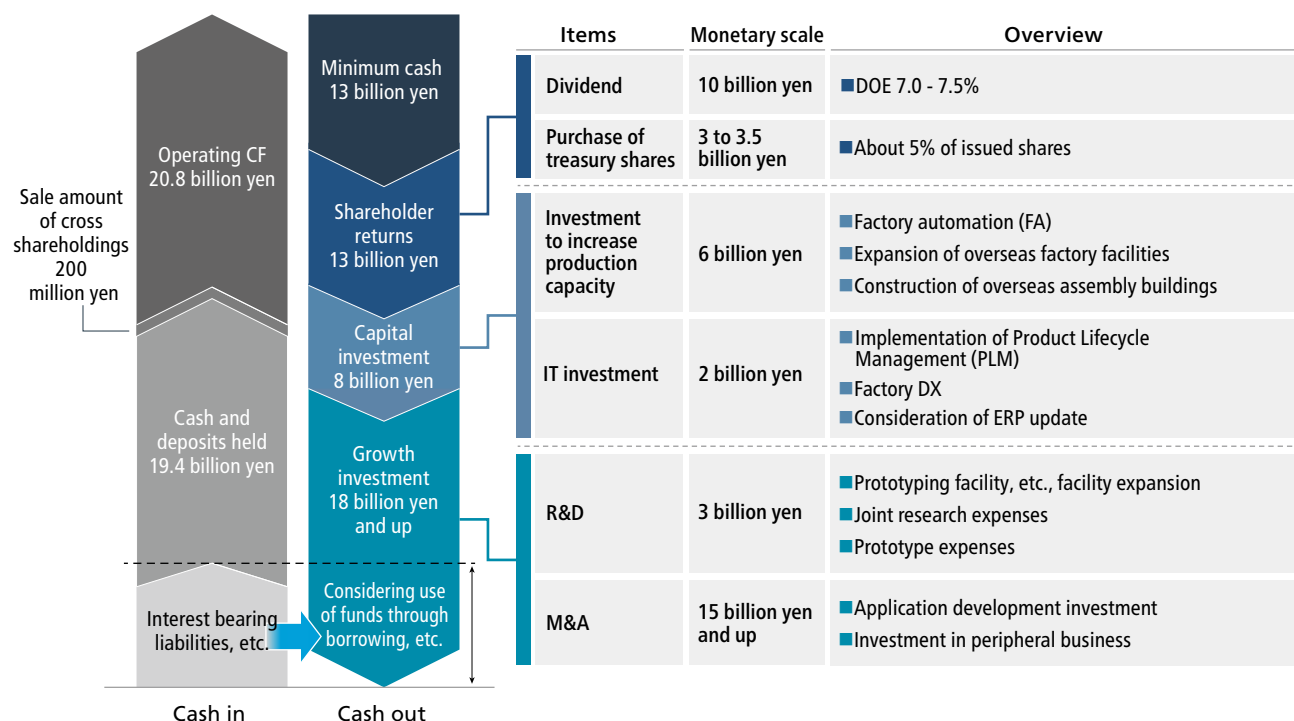 Operating CF
20.8 billion yen
Sale amount
of cross
shareholdings
200
million yen
Cash and
deposits held
19.4 billion yen
Interest bearing
liabilities, etc.
Cash in
Minimum cash
13 billion yen
Shareholder
returns
13 billion yen
Capital
investment
8 billion yen
Growth
investment
18 billion yen
and up
Considering use
of funds through
borrowing, etc.
Cash out
Items
Monetary scale
Overview
Dividend
10 billion yen
■DOE 7.0 - 7.5%
Purchase of
treasury shares
3 to 3.5
billion yen
■About 5% of issued shares
Investment
to increase
production
capacity
6 billion yen
■Factory automation (FA)
■Expansion of overseas factory facilities
■Construction of overseas assembly buildings
IT investment
2 billion yen
■Implementation of Product Lifecycle
Management (PLM)
■Factory DX
■Consideration of ERP update
R&D
3 billion yen
■Prototyping facility, etc., facility expansion
■Joint research expenses
■Prototype expenses
M&A
15 billion yen
and up
■Application development investment
■Investment in peripheral business